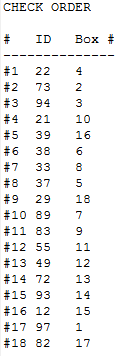 CHECK ORDER
# ID Box #
------------------
#1 22 4
#2 73 2
#3 94 3
#4 21 10
#5 39 16
#6 38 6
#7 33 8
#8 37 5
#9 29 18
#10 89 7
#11 83 9
#12 55 11
#13 49 12
#14 72 13
#15 93 14
#16 12 15
#17 97 1
#18 82 17